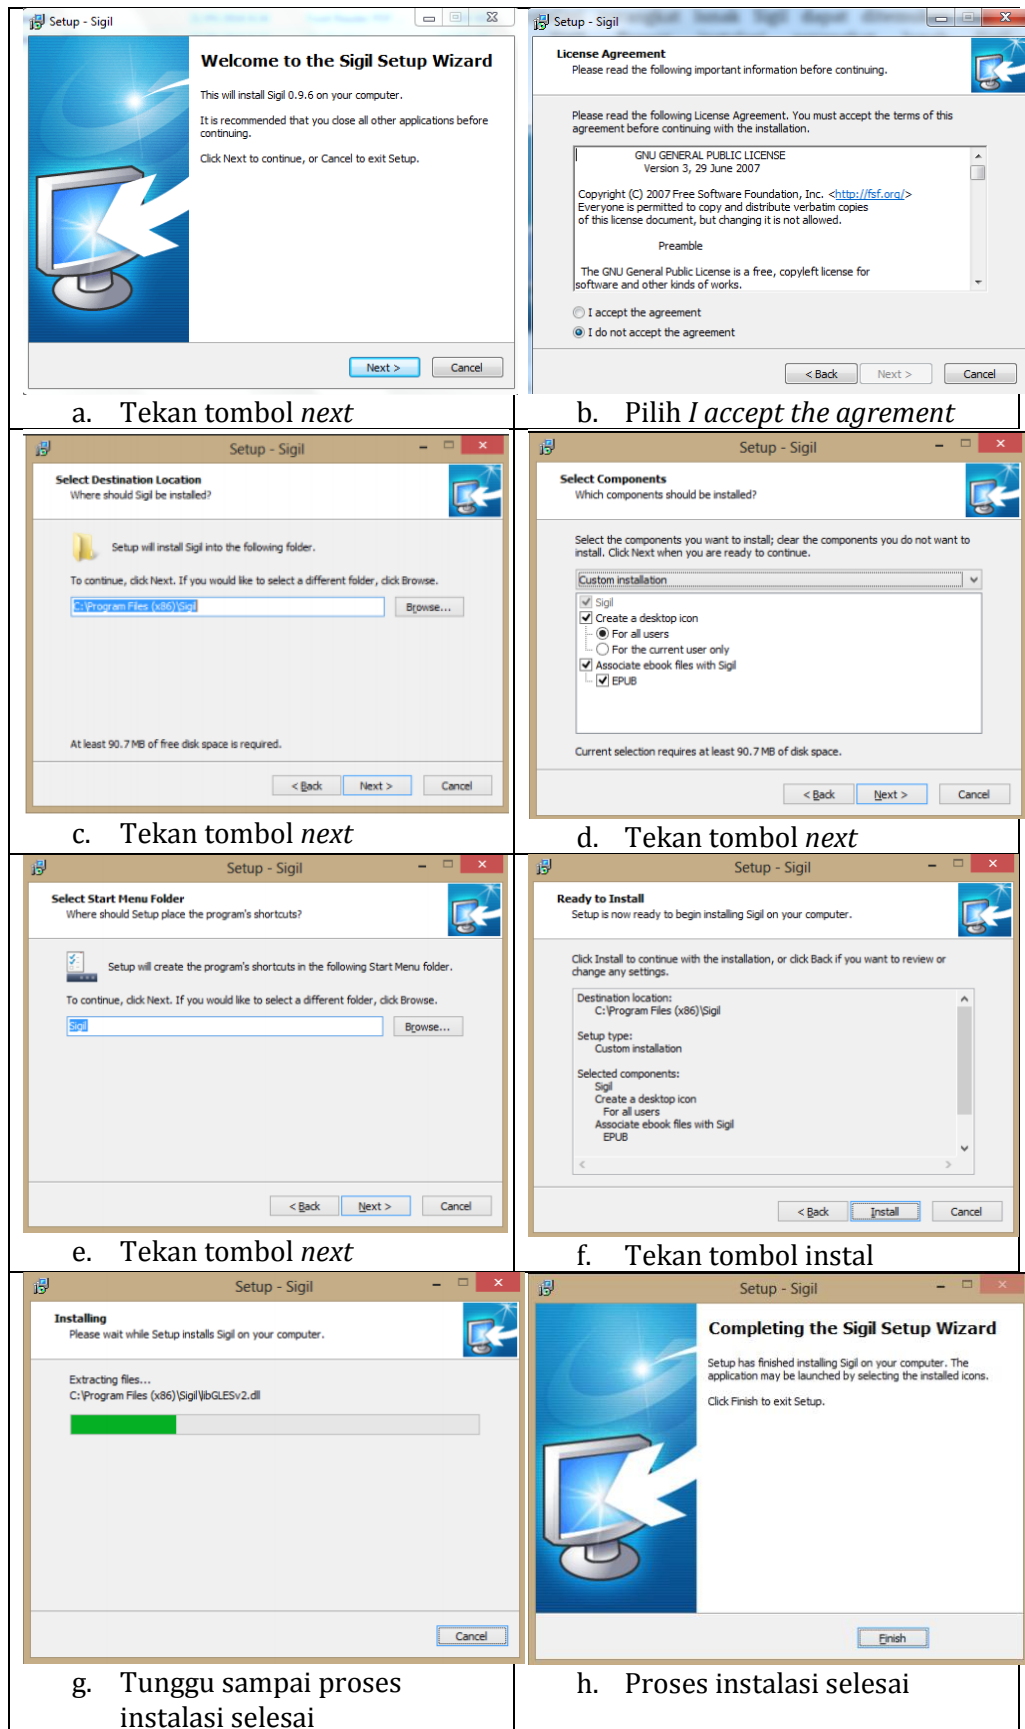 Setup - Sigil
Welcome to the Sigil Setup Wizard
This will install Sigil 0.9.6 on your computer.
It is recommended that you close all other applications before
continuing.
Click Next to continue, or Cancel to exit Setup.
Next >
Cancel
a. Tekan tombol next
Setup - Sigil
License Agreement
Please read the following important information before continuing.
Please read the following License Agreement. You must accept the terms of this
agreement before continuing with the installation.
GNU GENERAL PUBLIC LICENSE
Version 3, 29 June 2007
Copyright (C) 2007 Free Software Foundation, Inc. <http://fsf.org/>
Everyone is permitted to copy and distribute verbatim copies
of this license document, but changing it is not allowed.
Preamble
The GNU General Public License is a free, copyleft license for
software and other kinds of works.
I accept the agreement
I do not accept the agreement
< Back
Next >
Cancel
b. Pilih I accept the agrement
Setup - Sigil
Select Destination Location
Where should Sigil be installed?
Setup will install Sigil into the following folder.
To continue, click Next. If you would like to select a different folder, click Browse.
C:\Program Files (x86)\Sigil
Browse...
At least 90.7 MB of free disk space is required.
< Back
Next >
Cancel
c. Tekan tombol next
Setup - Sigil
Select Components
Which components should be installed?
Select the components you want to install; clear the components you do not want to
install. Click Next when you are ready to continue.
Custom installation
Sigil
Create a desktop icon
For all users
For the current user only
Associate ebook files with Sigil
EPUB
Current selection requires at least 90.7 MB of disk space.
< Back
Next >
Cancel
d. Tekan tombol next
Setup - Sigil
Select Start Menu Folder
Where should Setup place the program's shortcuts?
Setup will create the program's shortcuts in the following Start Menu folder.
To continue, click Next. If you would like to select a different folder, click Browse.
Sigil
Browse...
< Back
Next >
Cancel
e. Tekan tombol next
Setup - Sigil
Ready to Install
Setup is now ready to begin installing Sigil on your computer.
Click Install to continue with the installation, or click Back if you want to review or
change any settings.
Destination location:
C:\Program Files (x86)\Sigil
Setup type:
Custom installation
Selected components:
Sigil
Create a desktop icon
For all users
Associate ebook files with Sigil
EPUB
< Back
Install
Cancel
f. Tekan tombol instal
Setup - Sigil
Installing
Please wait while Setup installs Sigil on your computer.
Extracting files...
C:\Program Files (x86)\Sigil\libGLESv2.dll
Cancel
g. Tunggu sampai proses
instalasi selesai
Setup - Sigil
Completing the Sigil Setup Wizard
Setup has finished installing Sigil on your computer. The
application may be launched by selecting the installed icons.
Click Finish to exit Setup.
Finish
h. Proses instalasi selesai